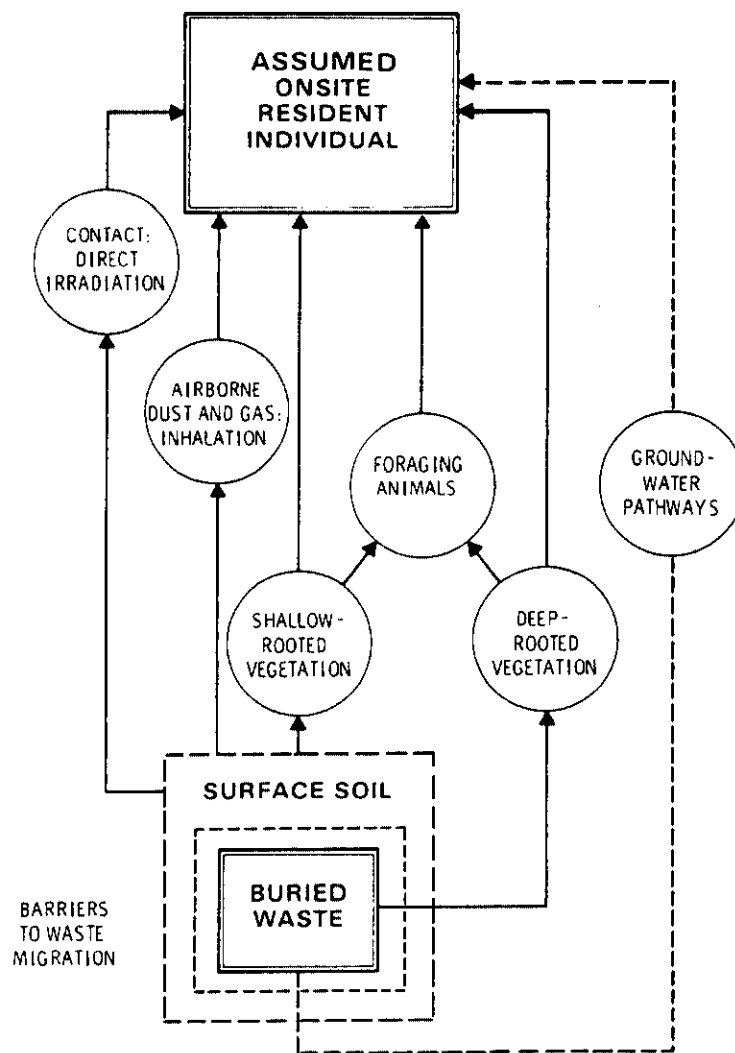 ASSUMED
ONSITE
RESIDENT
INDIVIDUAL
CONTACT:
DIRECT
IRRADIATION
AIRBORNE
DUST AND GAS:
INHALATION
FORAGING
ANIMALS
GROUND-
WATER
PATHWAYS
SHALLOW-
ROOTED
VEGETATION
DEEP-
ROOTED
VEGETATION
SURFACE SOIL
BURIED
WASTE
BARRIERS
TO WASTE
MIGRATION